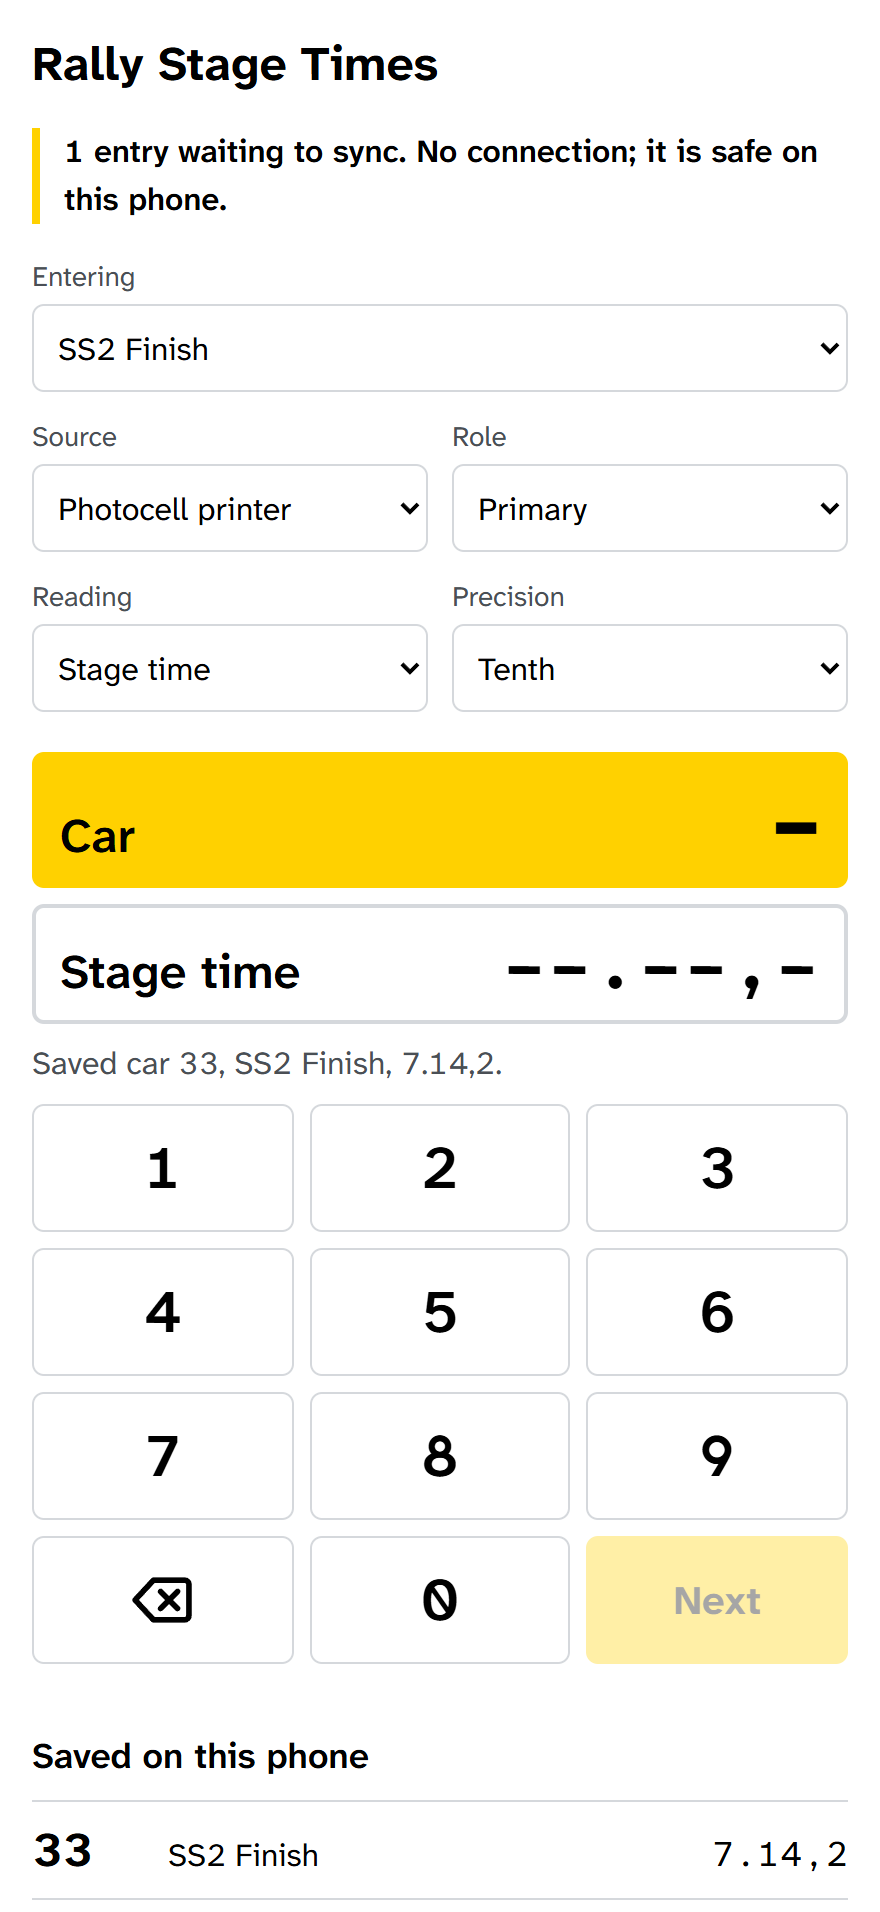 Rally Stage Times
1 entry waiting to sync. No connection; it is safe on
this phone.
Entering
SS2 Finish
Source
Role
Photocell printer
Primary
Reading
Precision
Stage time
Tenth
Car –
Stage time --.--,-
Saved car 33, SS2 Finish, 7.14,2.
1 2 3
4 5 6
7 8 9
0 Next
Saved on this phone
33 SS2 Finish 7.14,2